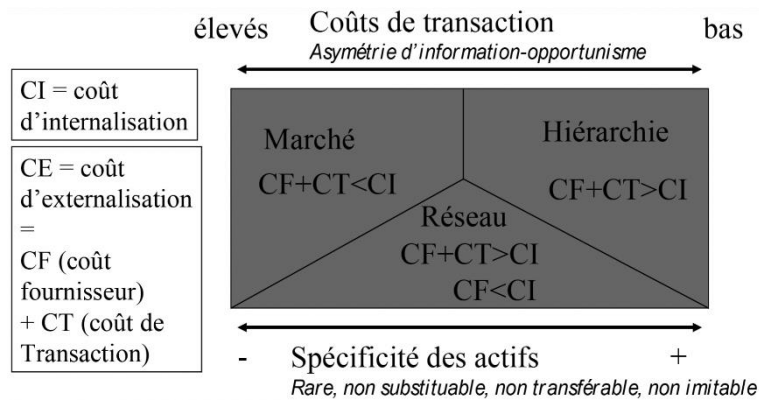 élevés Coûts de transaction bas
Asymétrie d'information-opportunisme
CI = coût
d'internalisation
CE = coût
d'externalisation
=
CF (coût
fournisseur)
+ CT (coût de
Transaction)
Marché
CF+CT<CI
Hiérarchie
CF+CT>CI
Réseau
CF+CT>CI
CF<CI
- Spécificité des actifs +
Rare, non substituable, non transférable, non imitable